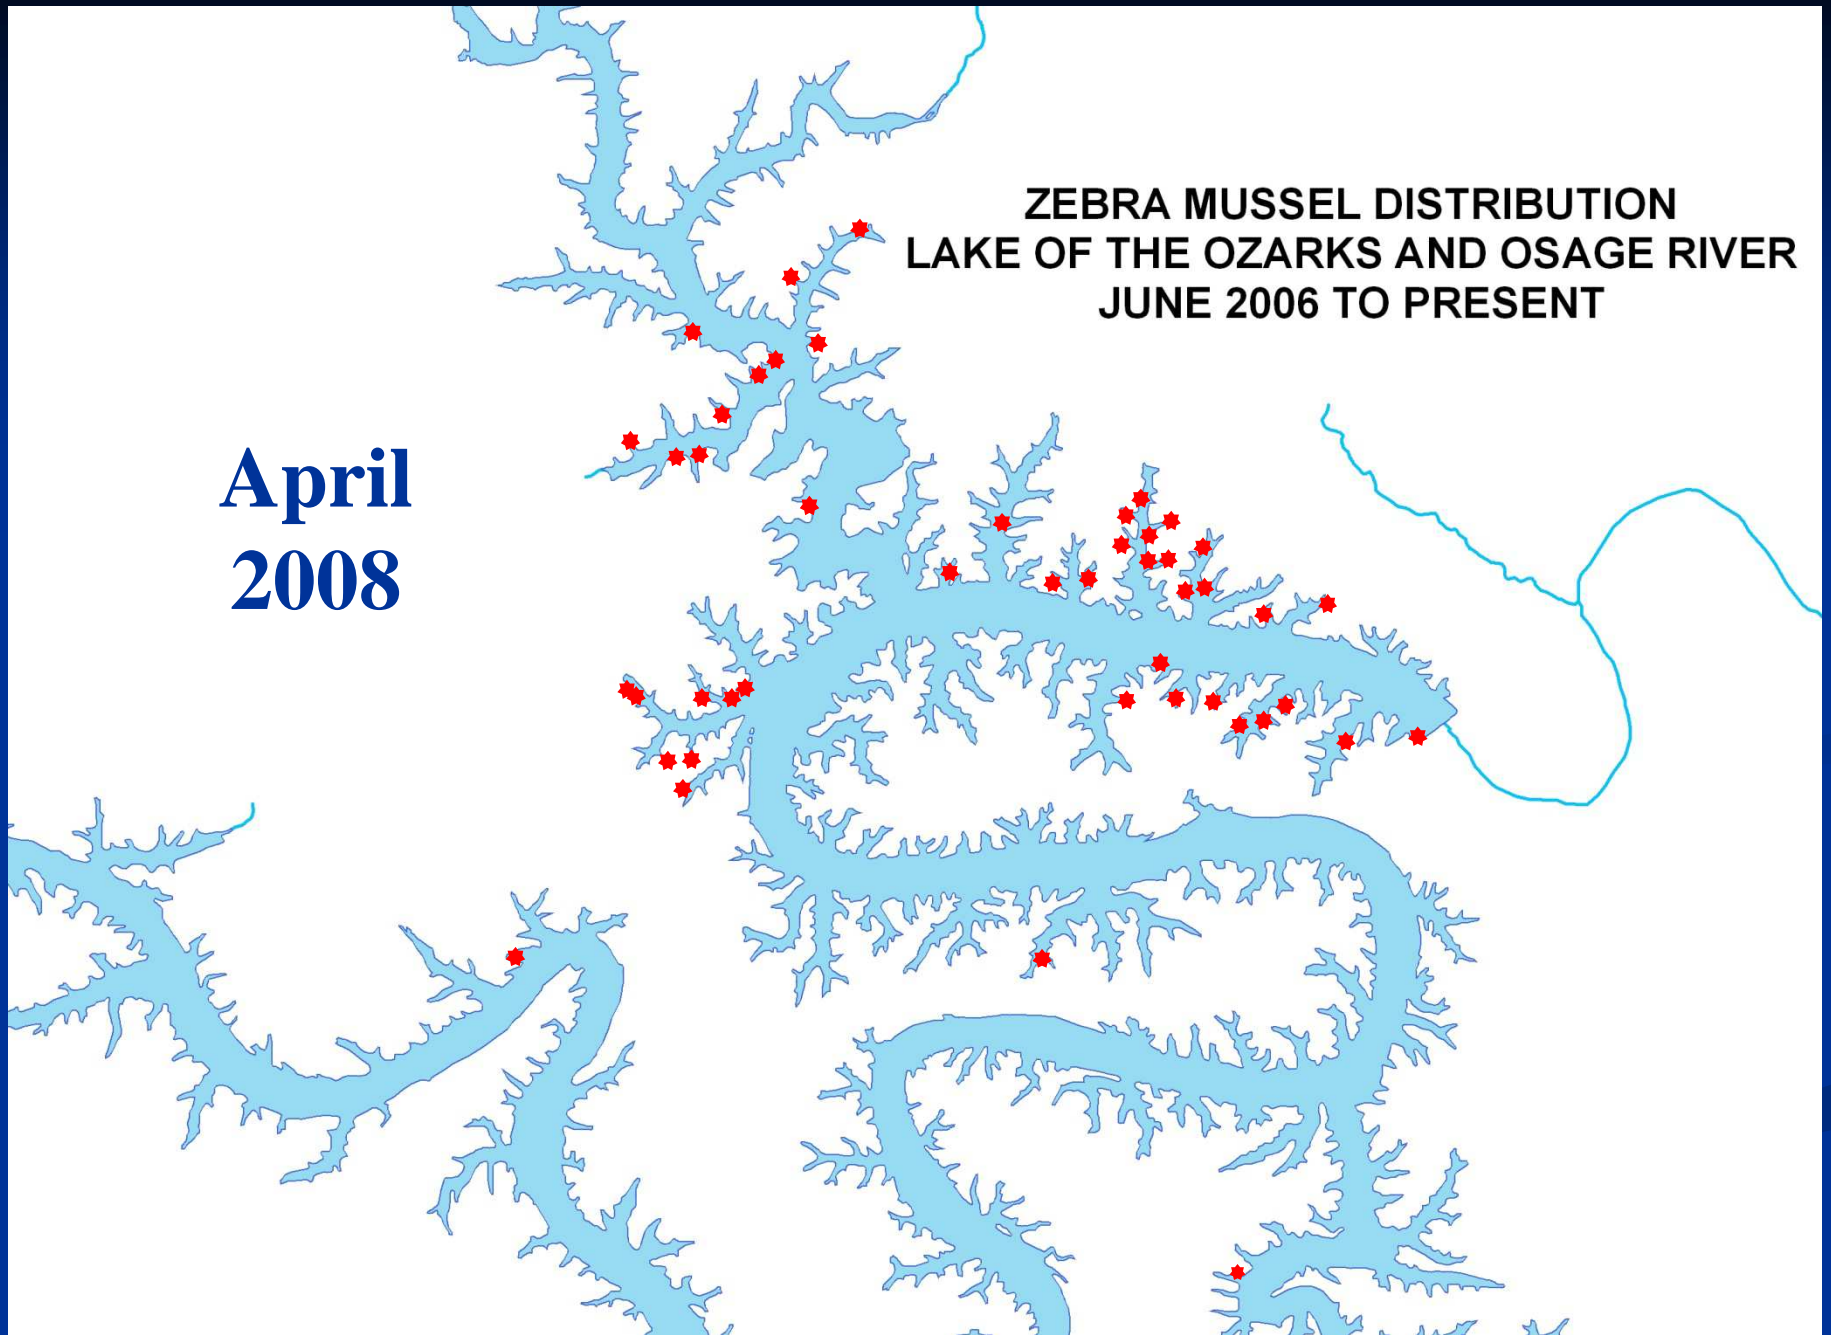 ZEBRA MUSSEL DISTRIBUTION
LAKE OF THE OZARKS AND OSAGE RIVER
JUNE 2006 TO PRESENT
April
2008